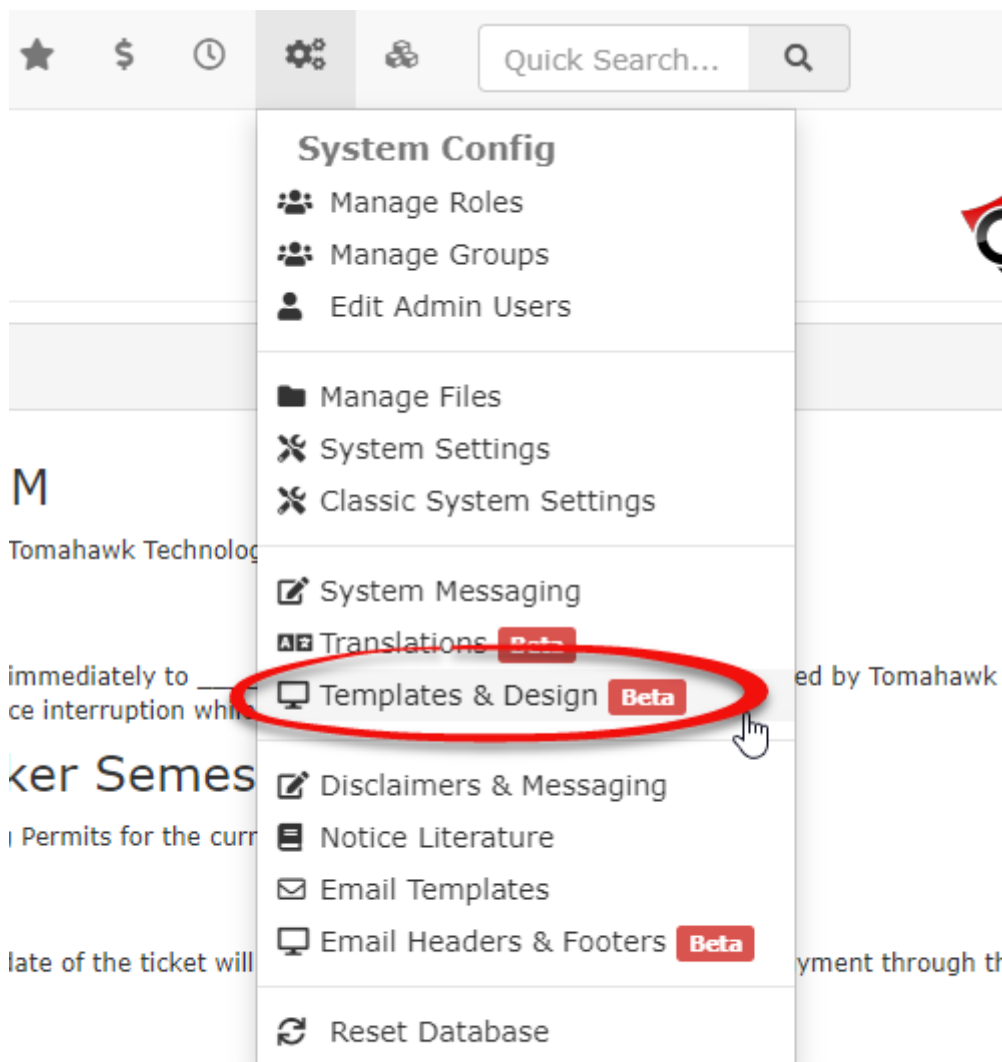 $
Quick Search...
System Config
Manage Roles
Manage Groups
Edit Admin Users
Manage Files
System Settings
M
Classic System Settings
Tomahawk Technolog
System Messaging
Translations Beta
immediately to ____ ed by Tomahawk
Templates & Design Beta
ce interruption while
ker Semes
Disclaimers & Messaging
Permits for the curr
Notice Literature
Email Templates
Email Headers & Footers Beta
date of the ticket will yment through th
Reset Database